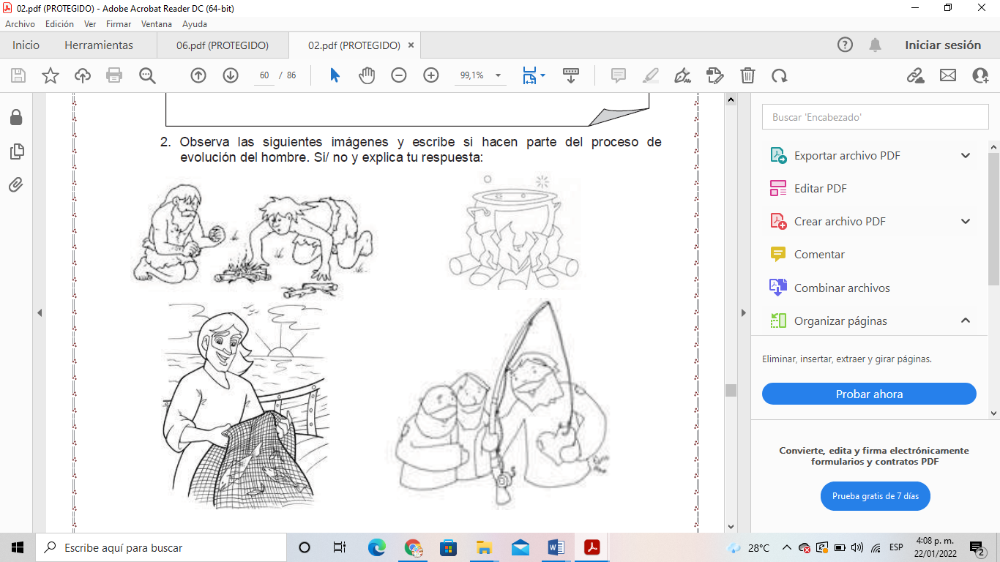 02.pdf (PROTEGIDO) - Adobe Acrobat Reader DC (64-bit)
Archivo Edición Ver Firmar Ventana Ayuda
Inicio Herramientas 06.pdf (PROTEGIDO) 02.pdf (PROTEGIDO) × Iniciar sesión
60 / 86 99,1%
2. Observa las siguientes imágenes y escribe si hacen parte del proceso de
evolución del hombre. Si/ no y explica tu respuesta:
Buscar 'Encabezado'
Exportar archivo PDF
Editar PDF
Crear archivo PDF
Comentar
Combinar archivos
Organizar páginas
Eliminar, insertar, extraer y girar páginas.
Probar ahora
Convierte, edita y firma electrónicamente
formularios y contratos PDF
Prueba gratis de 7 días
Escribe aquí para buscar
28°C ESP 4:08 p. m.
22/01/2022
2